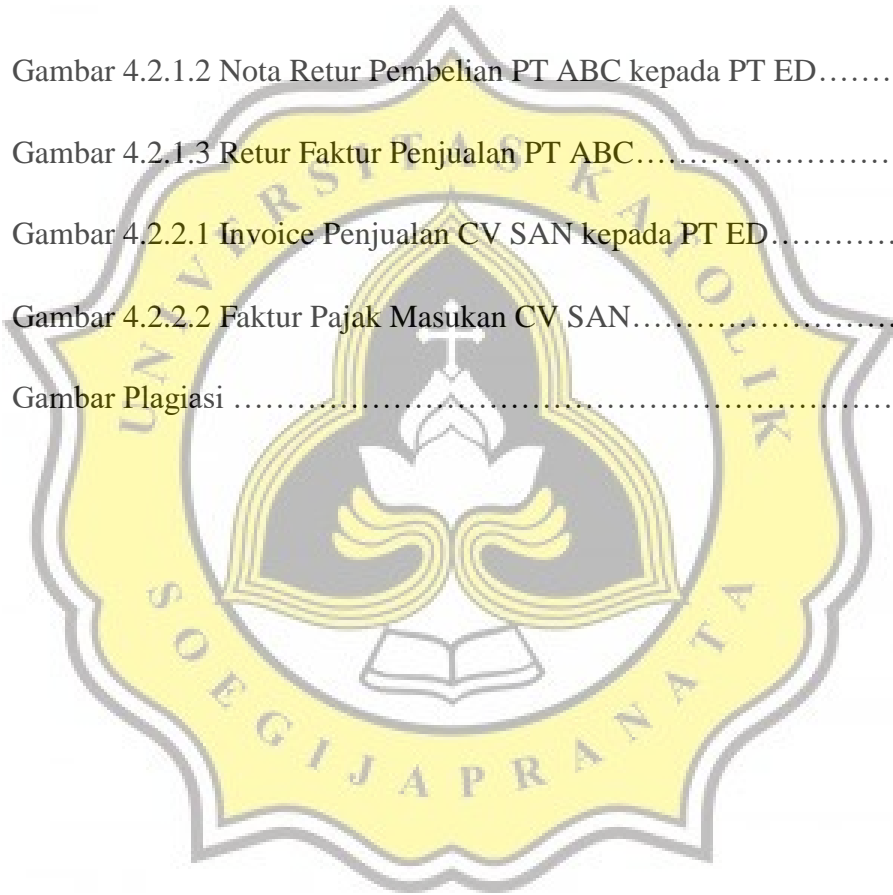 Gambar 4.2.1.2 Nota Retur Pembelian PT ABC kepada PT ED……..
Gambar 4.2.1.3 Retur Faktur Penjualan PT ABC……………………..
Gambar 4.2.2.1 Invoice Penjualan CV SAN kepada PT ED…………..
Gambar 4.2.2.2 Faktur Pajak Masukan CV SAN……………………..
Gambar Plagiasi ……………………………………………………………..
UNIVERSITAS KATOLIK
SOEGIJAPRANATA